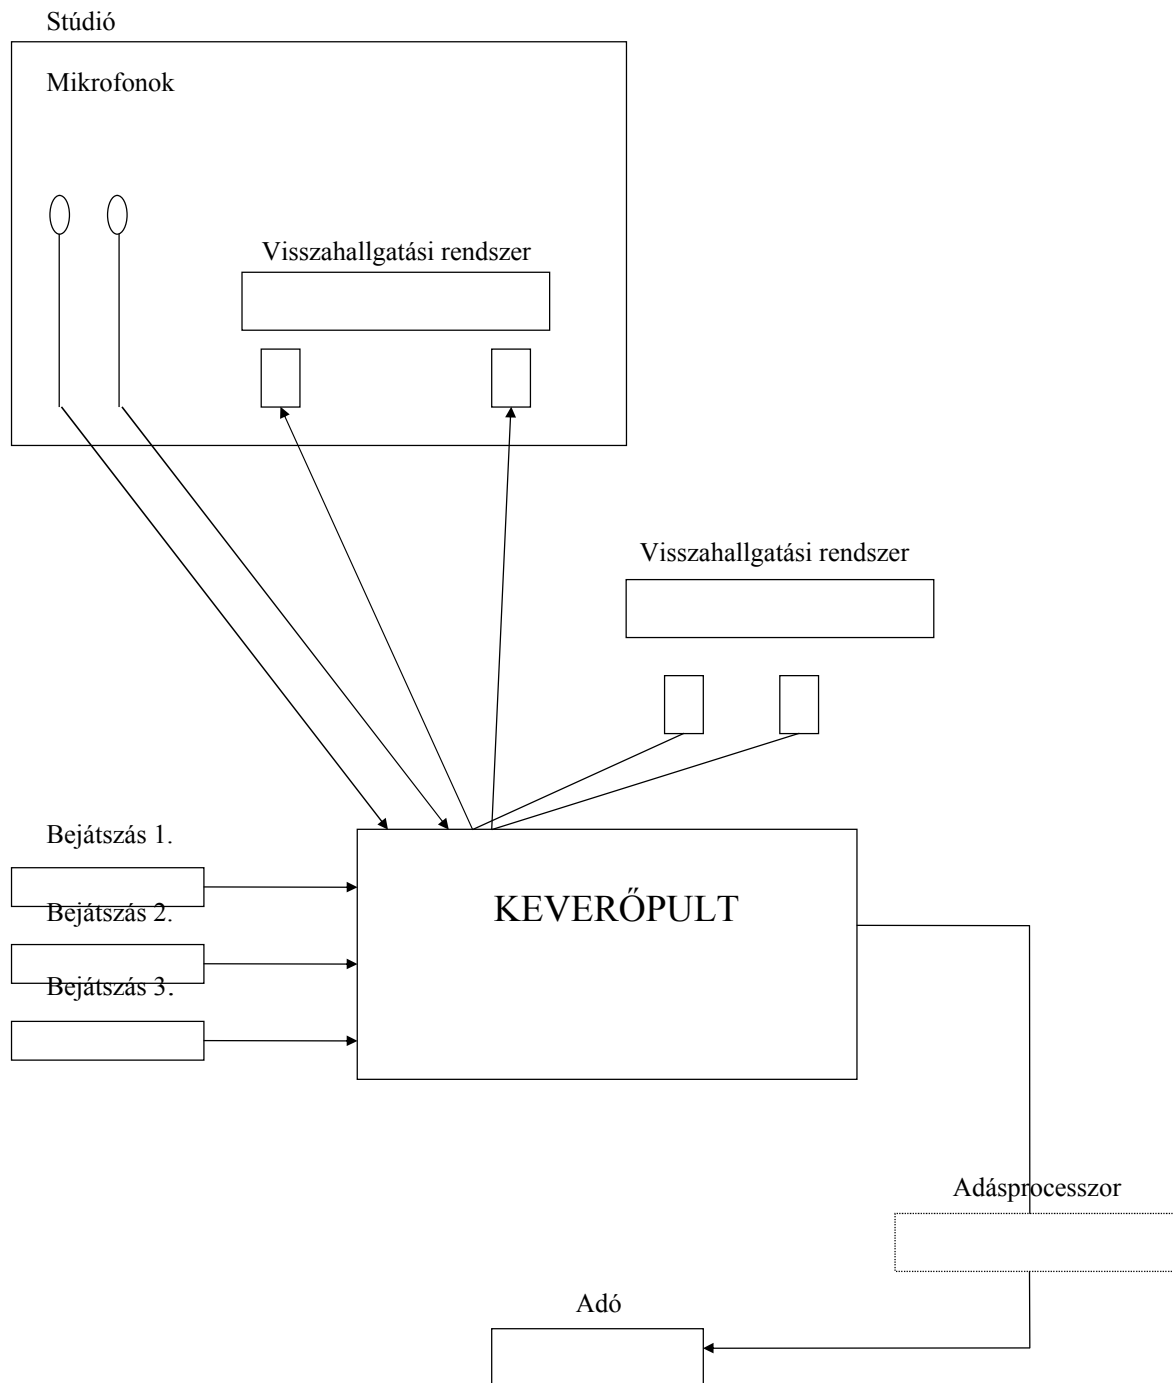 Stúdió
Mikrofonok
Visszahallgatási rendszer
Visszahallgatási rendszer
Bejátszás 1.
KEVERŐPULT
Bejátszás 2.
Bejátszás 3.
Adásprocesszor
Adó